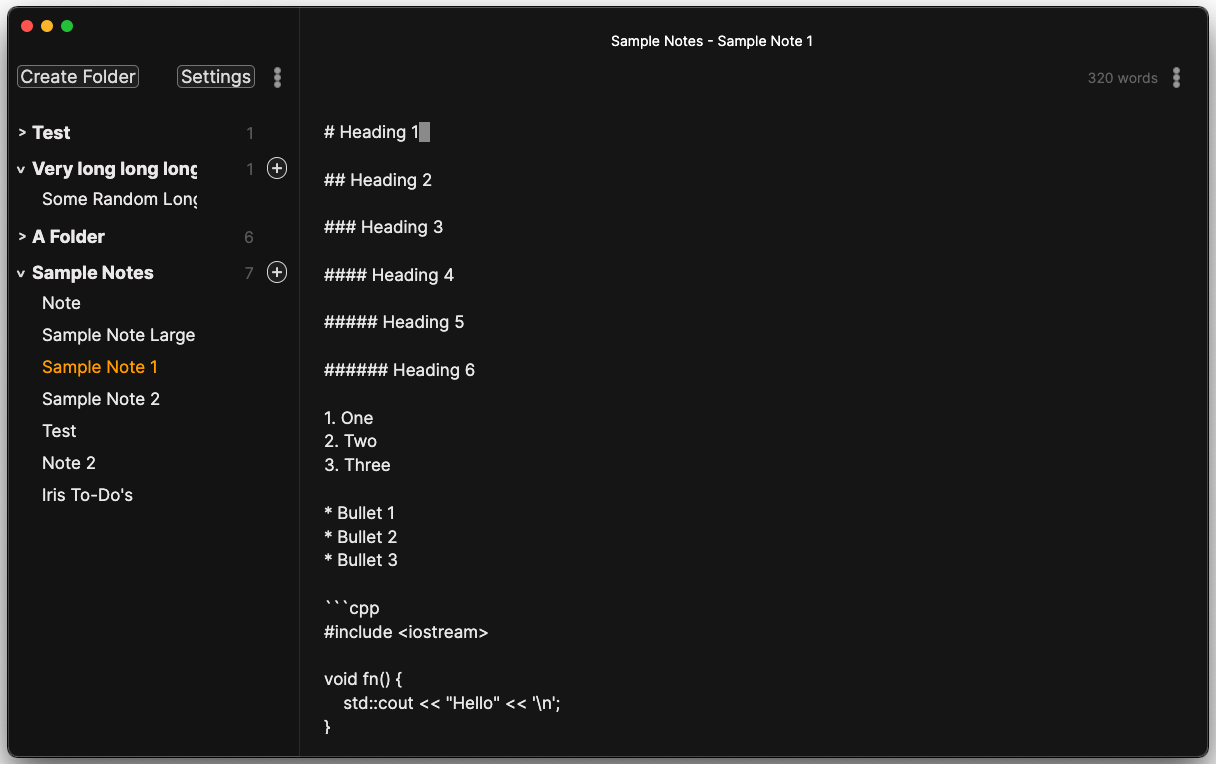 Sample Notes - Sample Note 1
Create Folder Settings
320 words
> Test 1
v Very long long long 1 +
Some Random Long
> A Folder 6
v Sample Notes 7 +
Note
Sample Note Large
Sample Note 1
Sample Note 2
Test
Note 2
Iris To-Do's
# Heading 1
## Heading 2
### Heading 3
#### Heading 4
##### Heading 5
###### Heading 6
1. One
2. Two
3. Three
* Bullet 1
* Bullet 2
* Bullet 3
```cpp
#include <iostream>
void fn() {
    std::cout << "Hello" << '\n';
}